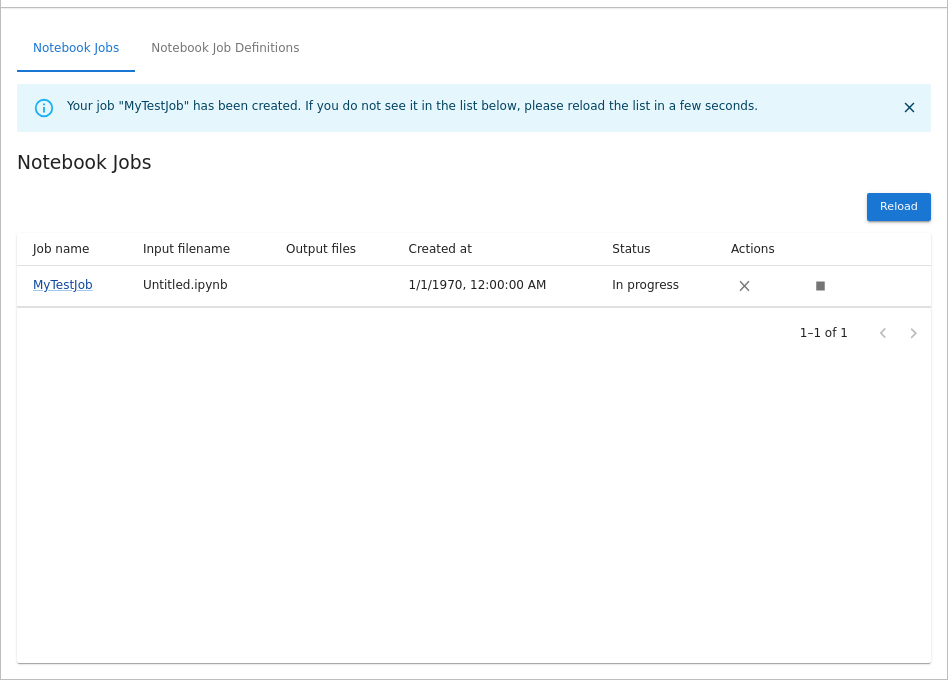 Notebook Jobs
Notebook Job Definitions
Your job "MyTestJob" has been created. If you do not see it in the list below, please reload the list in a few seconds.
Notebook Jobs
Reload
Job name Input filename Output files Created at Status Actions
MyTestJob Untitled.ipynb 1/1/1970, 12:00:00 AM In progress
1–1 of 1